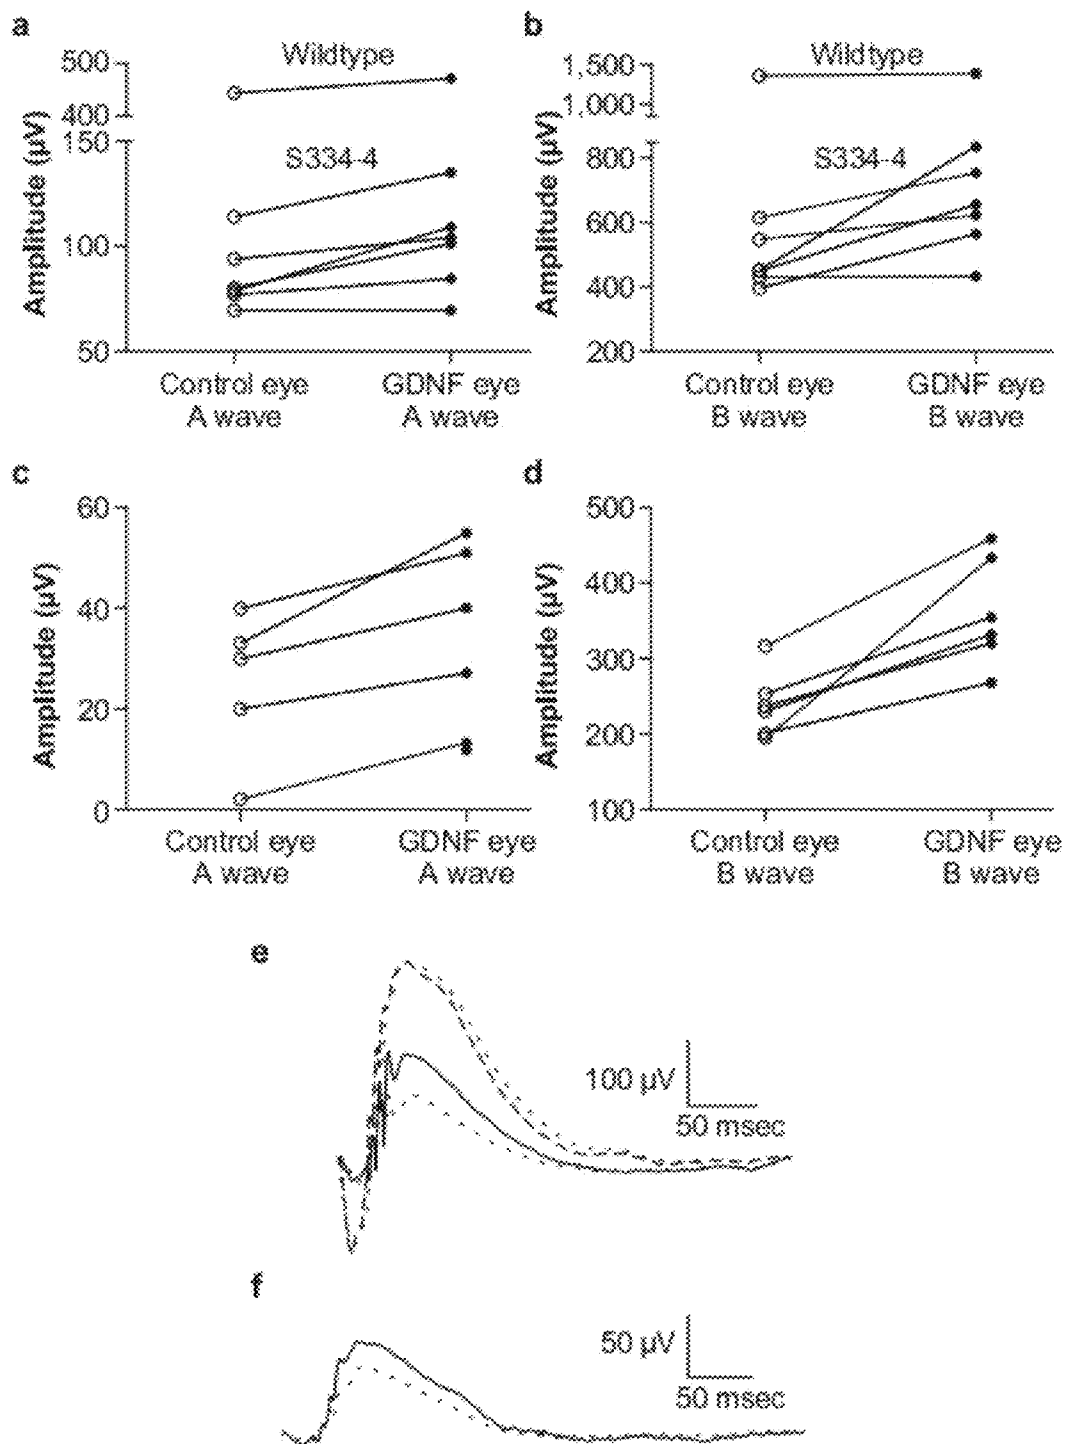 a
Wildtype
500
400
150
S334-4
100
50
Amplitude (µV)
Control eye
A wave
GDNF eye
A wave
b
Wildtype
1,500
1,000
800
S334-4
600
400
200
Amplitude (µV)
Control eye
B wave
GDNF eye
B wave
c
60
40
20
0
Amplitude (µV)
Control eye
A wave
GDNF eye
A wave
d
500
400
300
200
100
Amplitude (µV)
Control eye
B wave
GDNF eye
B wave
e
100 µV
50 msec
f
50 µV
50 msec